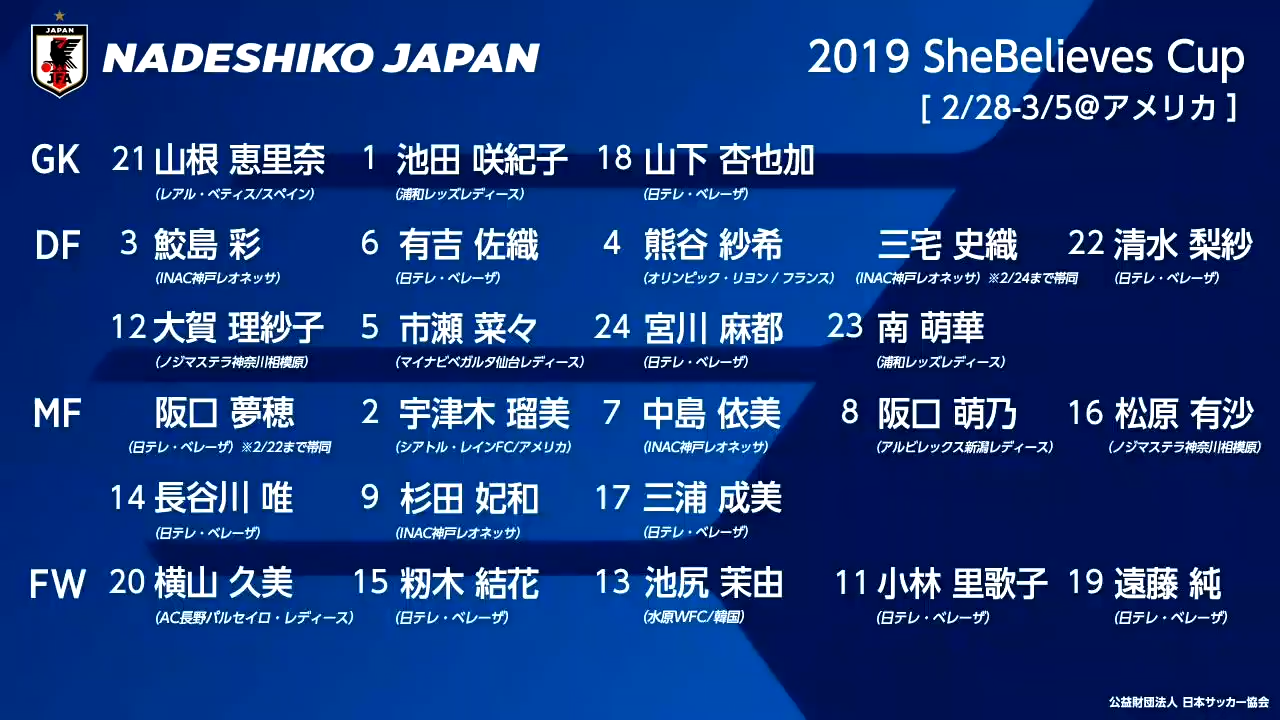 JAPAN
JFA
NADESHIKO JAPAN
2019 SheBelieves Cup
[ 2/28-3/5@アメリカ ]
GK 21 山根 恵里奈 1 池田 咲紀子 18 山下 杏也加
(レアル・ベティス/スペイン) (浦和レッズレディース) (日テレ・ベレーザ)
DF 3 鮫島 彩 6 有吉 佐織 4 熊谷 紗希 三宅 史織 22 清水 梨紗
(INAC神戸レオネッサ) (日テレ・ベレーザ) (オリンピック・リヨン / フランス) (INAC神戸レオネッサ) ※2/24まで帯同 (日テレ・ベレーザ)
12 大賀 理紗子 5 市瀬 菜々 24 宮川 麻都 23 南 萌華
(ノジマステラ神奈川相模原) (マイナビベガルタ仙台レディース) (日テレ・ベレーザ) (浦和レッズレディース)
MF 阪口 夢穂 2 宇津木 瑠美 7 中島 依美 8 阪口 萌乃 16 松原 有沙
(日テレ・ベレーザ) ※2/22まで帯同 (シアトル・レインFC/アメリカ) (INAC神戸レオネッサ) (アルビレックス新潟レディース) (ノジマステラ神奈川相模原)
14 長谷川 唯 9 杉田 妃和 17 三浦 成美
(日テレ・ベレーザ) (INAC神戸レオネッサ) (日テレ・ベレーザ)
FW 20 横山 久美 15 籾木 結花 13 池尻 茉由 11 小林 里歌子 19 遠藤 純
(AC長野パルセイロ・レディース) (日テレ・ベレーザ) (水原WFC/韓国) (日テレ・ベレーザ) (日テレ・ベレーザ)
公益財団法人 日本サッカー協会